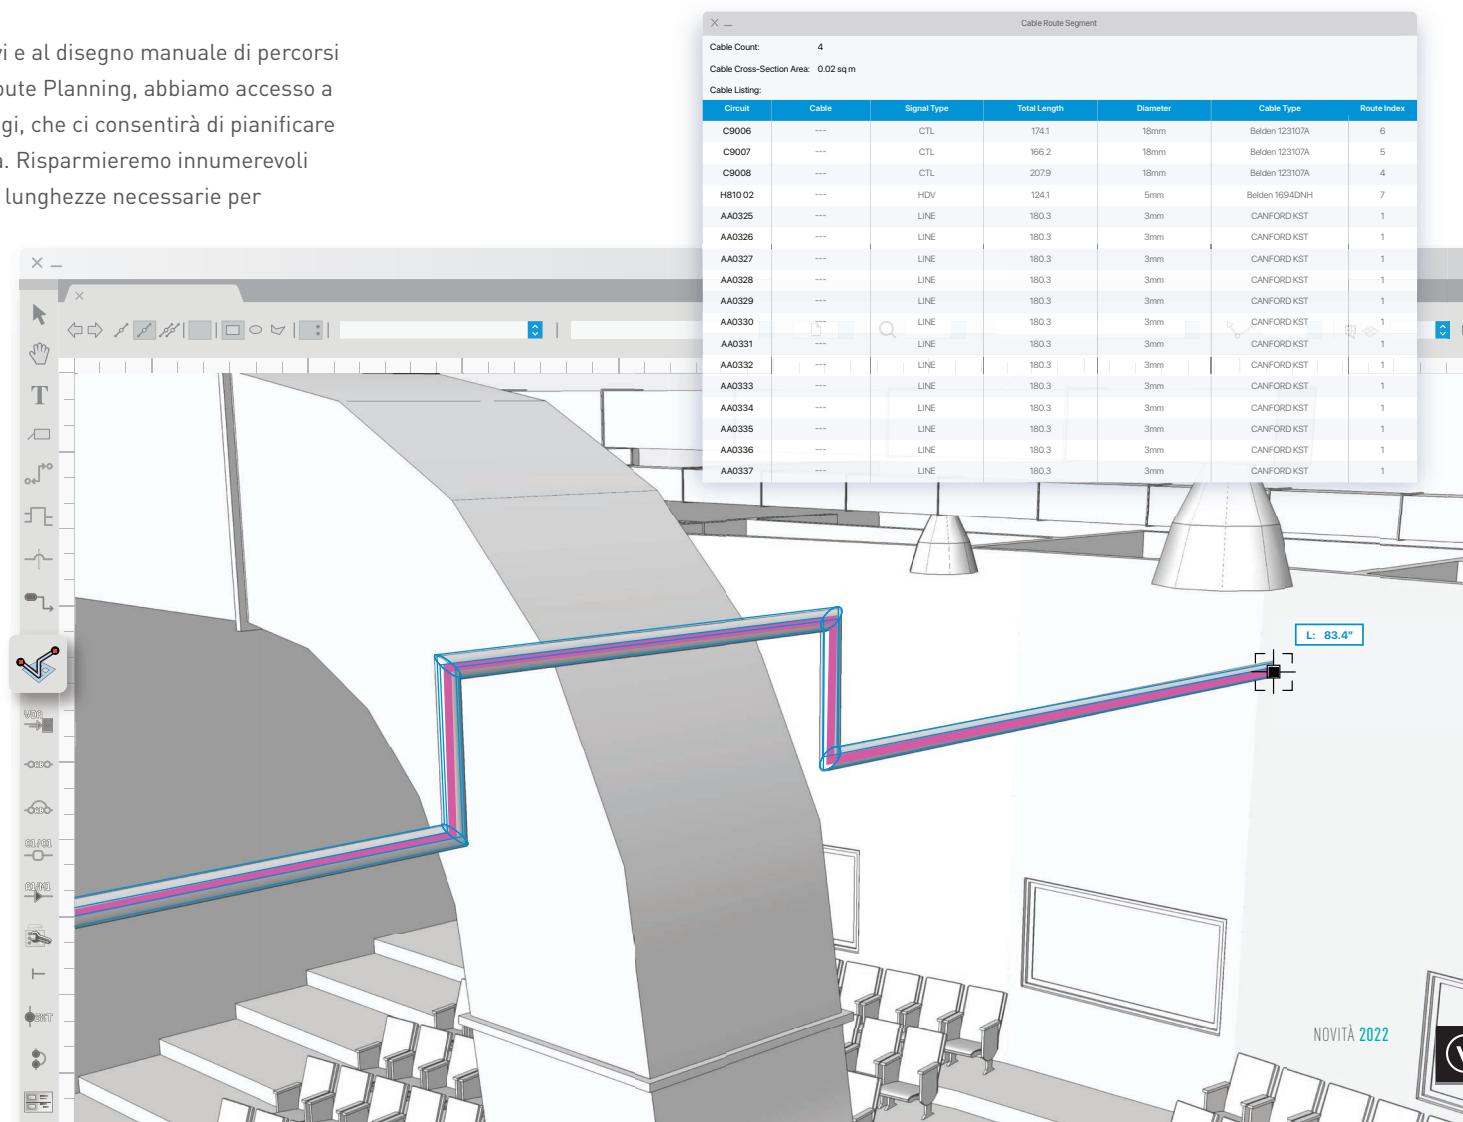 vi e al disegno manuale di percorsi
oute Planning, abbiamo accesso a
gi, che ci consentirà di pianificare
a. Risparmieremo innumerevoli
lunghezze necessarie per
Cable Route Segment
Cable Count: 4
Cable Cross-Section Area: 0.02 sq m
Cable Listing:
Circuit Cable Signal Type Total Length Diameter Cable Type Route Index
C9006 --- CTL 174.1 18mm Belden 123107A 6
C9007 --- CTL 166.2 18mm Belden 123107A 5
C9008 --- CTL 207.9 18mm Belden 123107A 4
H810 02 --- HDV 124.1 5mm Belden 1694DNH 7
AA0325 --- LINE 180.3 3mm CANFORD KST 1
AA0326 --- LINE 180.3 3mm CANFORD KST 1
AA0327 --- LINE 180.3 3mm CANFORD KST 1
AA0328 --- LINE 180.3 3mm CANFORD KST 1
AA0329 --- LINE 180.3 3mm CANFORD KST 1
AA0330 --- LINE 180.3 3mm CANFORD KST 1
AA0331 --- LINE 180.3 3mm CANFORD KST 1
AA0332 --- LINE 180.3 3mm CANFORD KST 1
AA0333 --- LINE 180.3 3mm CANFORD KST 1
AA0334 --- LINE 180.3 3mm CANFORD KST 1
AA0335 --- LINE 180.3 3mm CANFORD KST 1
AA0336 --- LINE 180.3 3mm CANFORD KST 1
AA0337 --- LINE 180.3 3mm CANFORD KST 1
T
L: 83.4"
NOVITÀ 2022